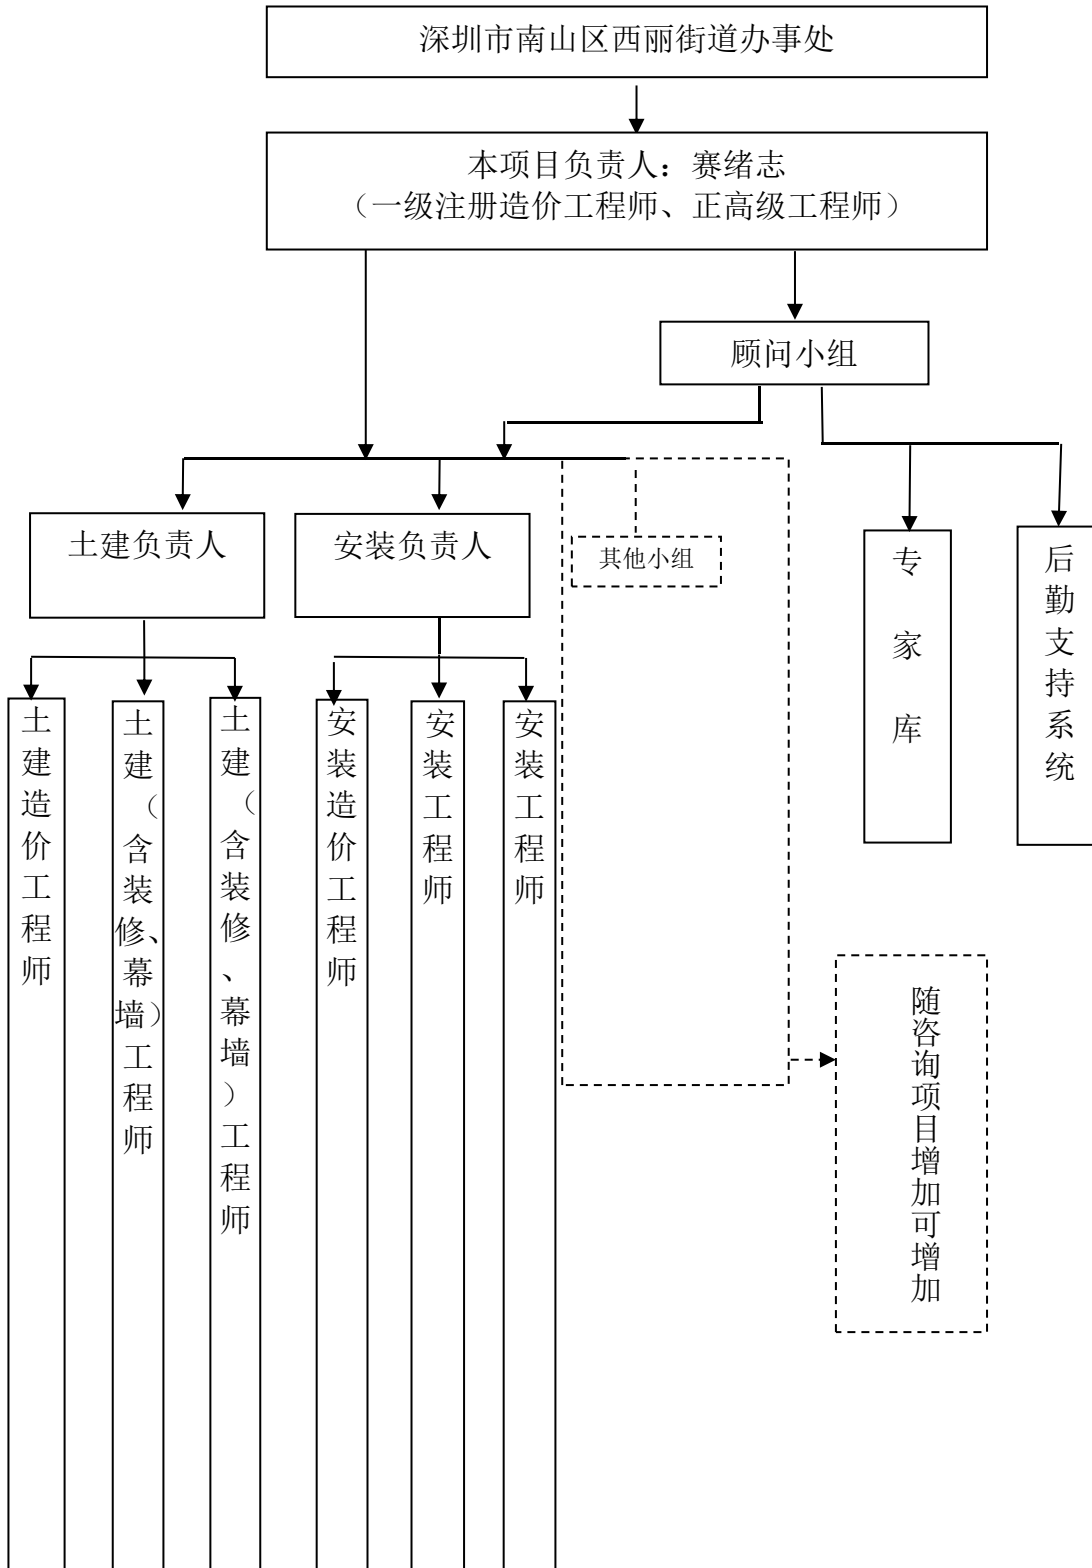 深圳市南山区西丽街道办事处
本项目负责人：赛绪志
（一级注册造价工程师、正高级工程师）
顾问小组
土建负责人
安装负责人
其他小组
专家库
后勤支持系统
土建造价工程师
土建（含装修、幕墙）工程师
土建（含装修、幕墙）工程师
安装造价工程师
安装工程师
安装工程师
随咨询项目增加可增加